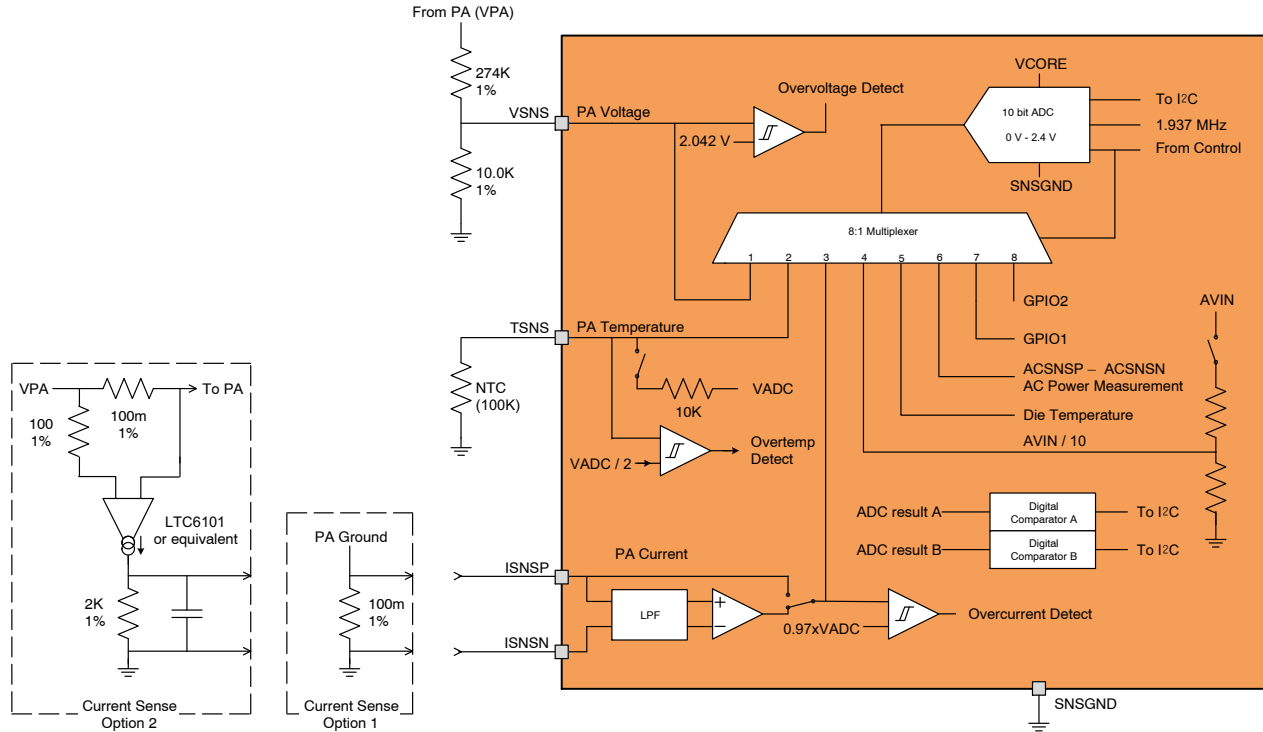 From PA (VPA)
274K
1%
VSNS
PA Voltage
10.0K
1%
2.042 V
Overvoltage Detect
VCORE
10 bit ADC
0 V - 2.4 V
SNSGND
To I2C
1.937 MHz
From Control
8:1 Multiplexer
1 2 3 4 5 6 7 8
GPIO2
GPIO1
ACSNSP – ACSNSN
AC Power Measurement
Die Temperature
AVIN / 10
AVIN
TSNS
PA Temperature
NTC
(100K)
10K
VADC
VADC / 2
Overtemp
Detect
ADC result A
Digital
Comparator A
To I2C
ADC result B
Digital
Comparator B
To I2C
VPA
To PA
100
1%
100m
1%
LTC6101
or equivalent
2K
1%
Current Sense
Option 2
PA Ground
100m
1%
Current Sense
Option 1
ISNSP
PA Current
LPF
+
–
ISNSN
0.97xVADC
Overcurrent Detect
SNSGND